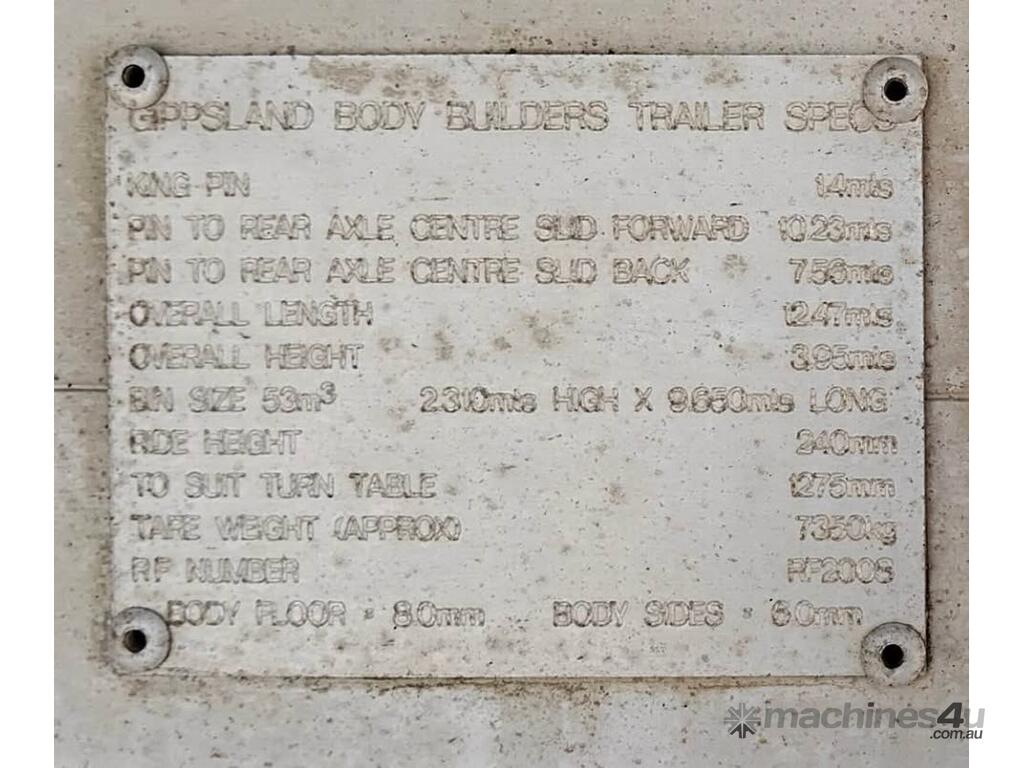 GIPPSLAND BODY BUILDERS TRAILER SPECS
KING PIN 1.4mts
PIN TO REAR AXLE CENTRE SLID FORWARD 10.23mts
PIN TO REAR AXLE CENTRE SLID BACK 7.56mts
OVERALL LENGTH 12.47mts
OVERALL HEIGHT 3.95mts
BIN SIZE 53m³ 2.310mts HIGH X 9.650mts LONG
RIDE HEIGHT 240mm
TO SUIT TURN TABLE 1275mm
TARE WEIGHT (APPROX) 7350kg
R.F NUMBER
BODY FLOOR = 8.0mm BODY SIDES = 6.0mm
machines4u
.com.au